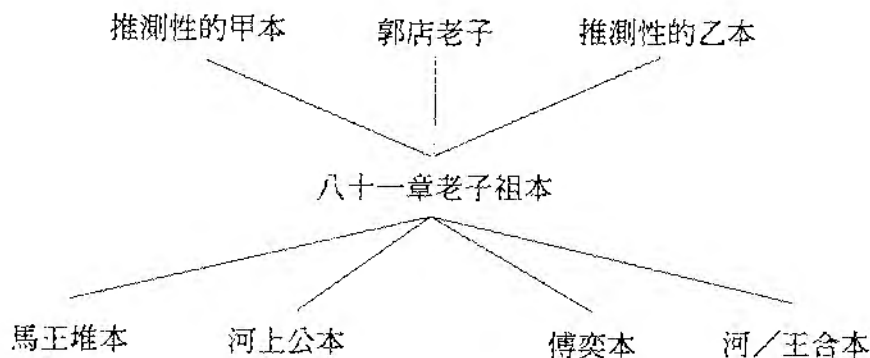 推測性的甲本 郭店老子 推測性的乙本
八十一章老子祖本
馬王堆本 河上公本 傅奕本 河／王合本